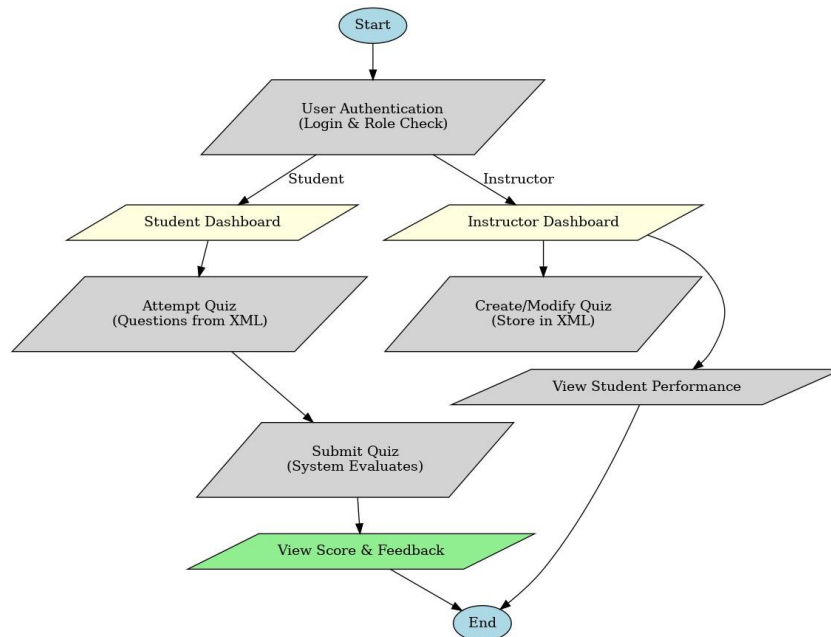 Start
User Authentication
(Login & Role Check)
Student
Instructor
Student Dashboard
Instructor Dashboard
Attempt Quiz
(Questions from XML)
Create/Modify Quiz
(Store in XML)
View Student Performance
Submit Quiz
(System Evaluates)
View Score & Feedback
End